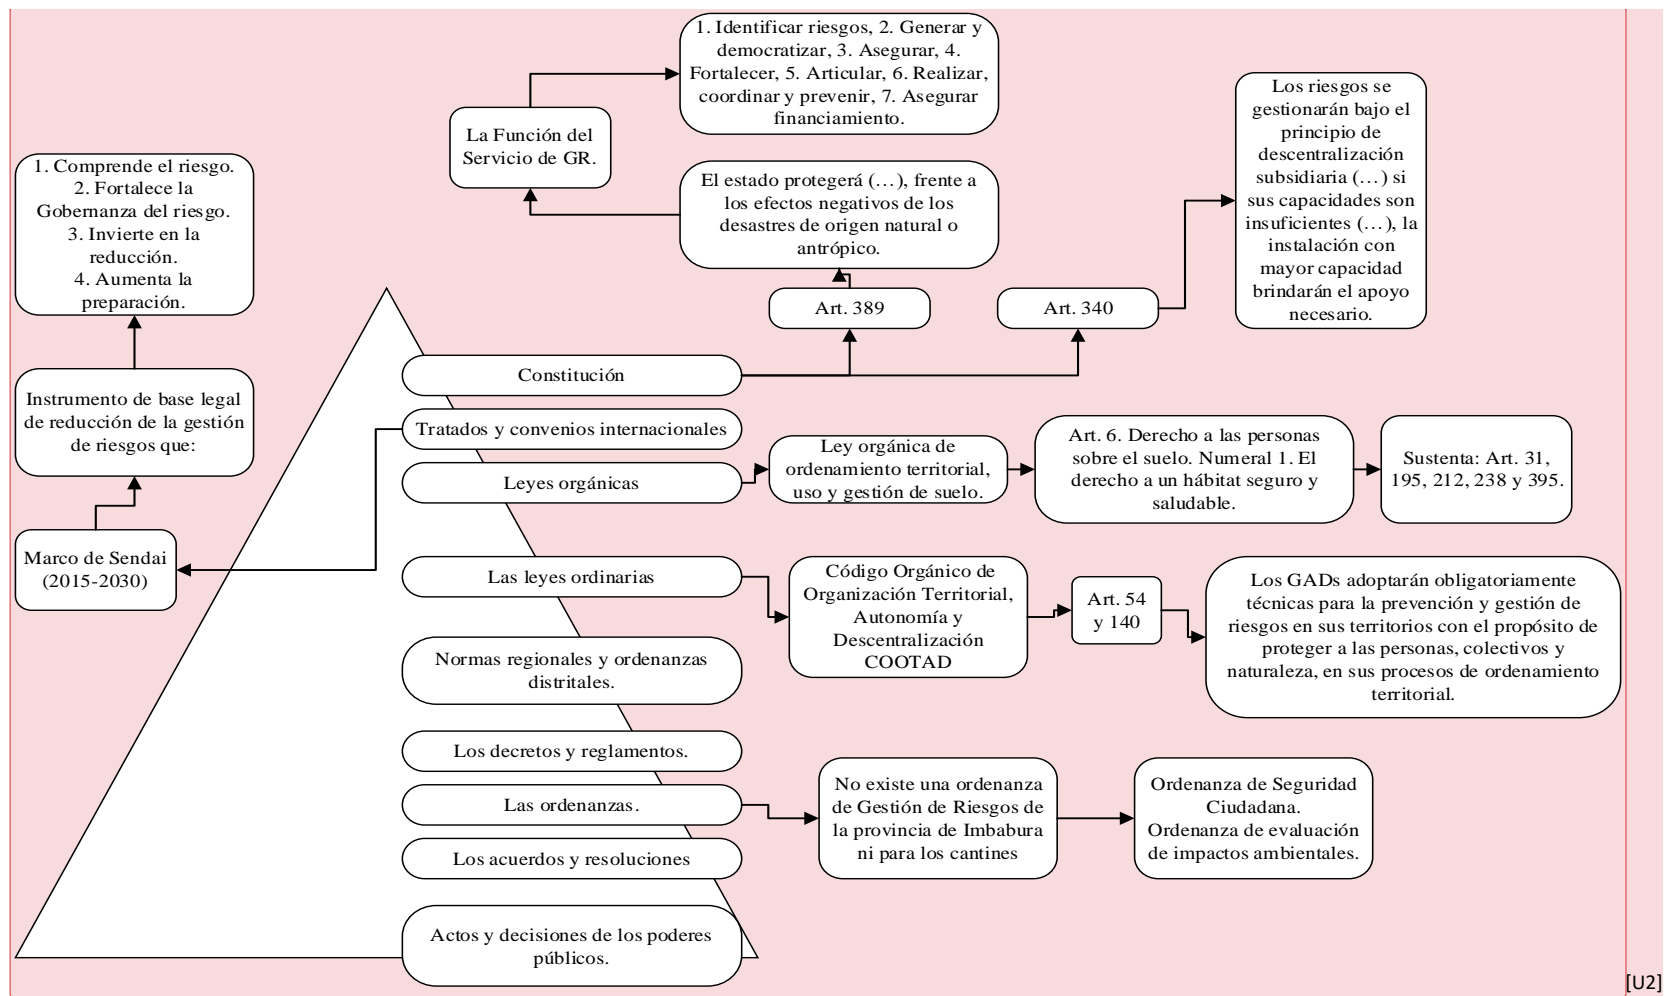 1. Identificar riesgos, 2. Generar y
democratizar, 3. Asegurar, 4.
Fortalecer, 5. Articular, 6. Realizar,
coordinar y prevenir, 7. Asegurar
financiamiento.
La Función del
Servicio de GR.
El estado protegerá (…), frente a
los efectos negativos de los
desastres de origen natural o
antrópico.
Los riesgos se
gestionarán bajo el
principio de
descentralización
subsidiaria (…) si
sus capacidades son
insuficientes (…), la
instalación con
mayor capacidad
brindarán el apoyo
necesario.
1. Comprende el riesgo.
2. Fortalece la
Gobernanza del riesgo.
3. Invierte en la
reducción.
4. Aumenta la
preparación.
Art. 389
Art. 340
Constitución
Instrumento de base legal
de reducción de la gestión
de riesgos que:
Tratados y convenios internacionales
Leyes orgánicas
Ley orgánica de
ordenamiento territorial,
uso y gestión de suelo.
Art. 6. Derecho a las personas
sobre el suelo. Numeral 1. El
derecho a un hábitat seguro y
saludable.
Sustenta: Art. 31,
195, 212, 238 y 395.
Marco de Sendai
(2015-2030)
Las leyes ordinarias
Código Orgánico de
Organización Territorial,
Autonomía y
Descentralización
COOTAD
Art. 54
y 140
Los GADs adoptarán obligatoriamente
técnicas para la prevención y gestión de
riesgos en sus territorios con el propósito de
proteger a las personas, colectivos y
naturaleza, en sus procesos de ordenamiento
territorial.
Normas regionales y ordenanzas
distritales.
Los decretos y reglamentos.
Las ordenanzas.
No existe una ordenanza
de Gestión de Riesgos de
la provincia de Imbabura
ni para los cantines
Ordenanza de Seguridad
Ciudadana.
Ordenanza de evaluación
de impactos ambientales.
Los acuerdos y resoluciones
Actos y decisiones de los poderes
públicos.
[U2]